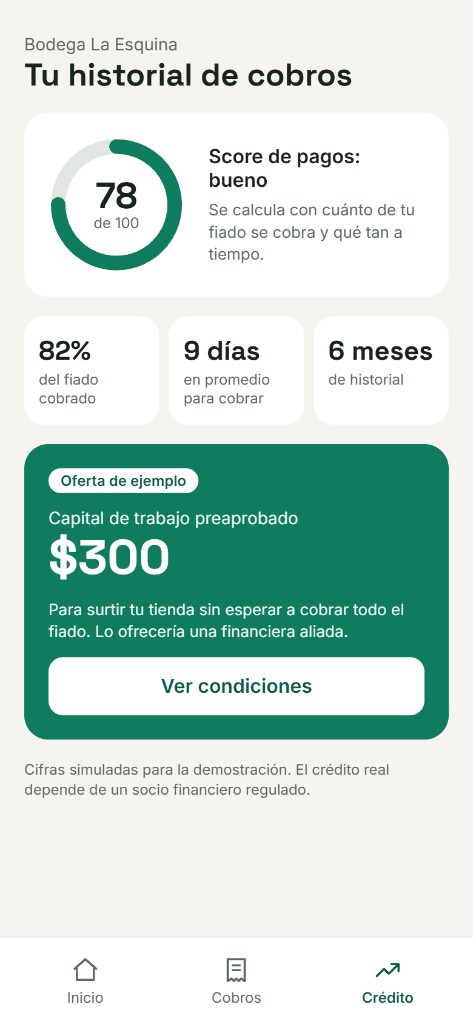 Bodega La Esquina
Tu historial de cobros
78
de 100
Score de pagos:
bueno
Se calcula con cuánto de tu
fiado se cobra y qué tan a
tiempo.
82%
del fiado
cobrado
9 días
en promedio
para cobrar
6 meses
de historial
Oferta de ejemplo
Capital de trabajo preaprobado
$300
Para surtir tu tienda sin esperar a cobrar todo el
fiado. Lo ofrecería una financiera aliada.
Ver condiciones
Cifras simuladas para la demostración. El crédito real
depende de un socio financiero regulado.
Inicio
Cobros
Crédito